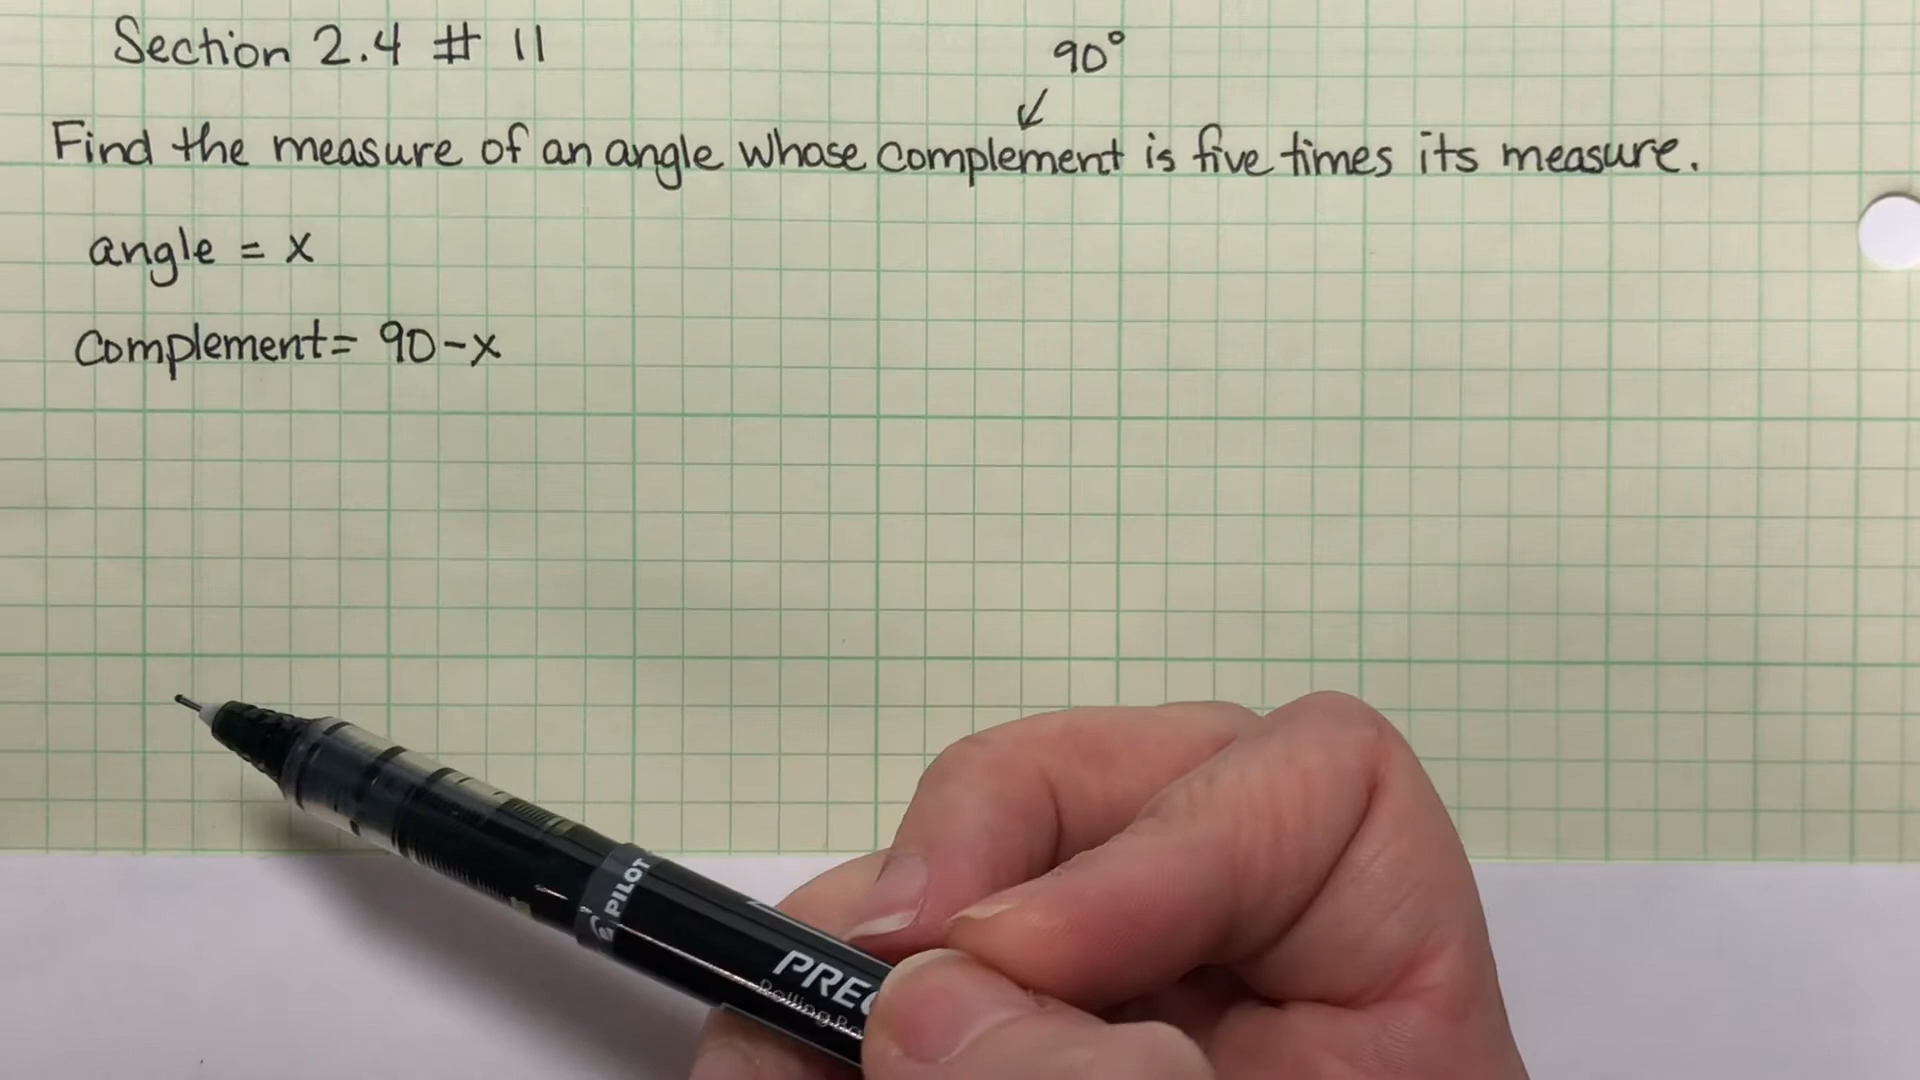 Section 2.4 # 11
90°
Find the measure of an angle whose complement is five times its measure.
angle = x
complement = 90-x
PILOT
Rolling